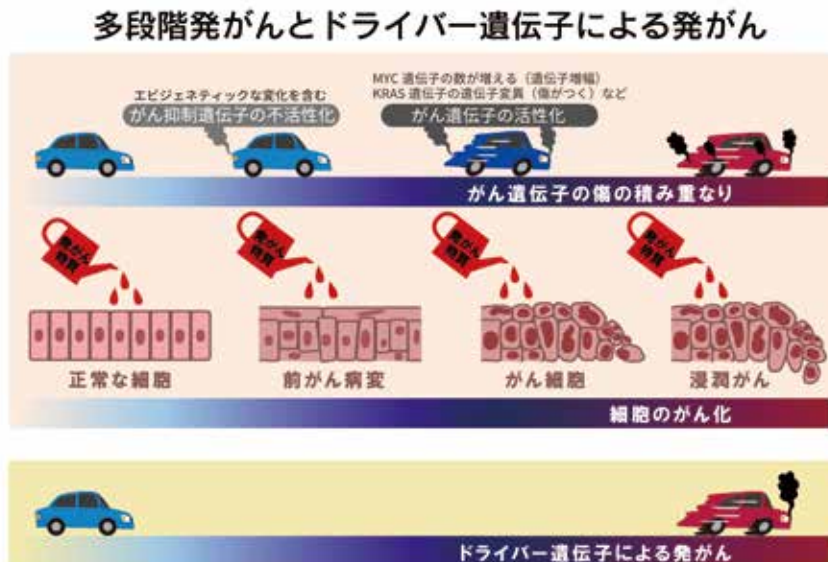 多段階発がんとドライバー遺伝子による発がん
エピジェネティックな変化を含む
がん抑制遺伝子の不活性化
MYC 遺伝子の数が増える（遺伝子増幅）
KRAS 遺伝子の遺伝子変異（傷がつく）など
がん遺伝子の活性化
がん遺伝子の傷の積み重なり
発がん
物質
発がん
物質
発がん
物質
発がん
物質
正常な細胞
前がん病変
がん細胞
浸潤がん
細胞のがん化
ドライバー遺伝子による発がん